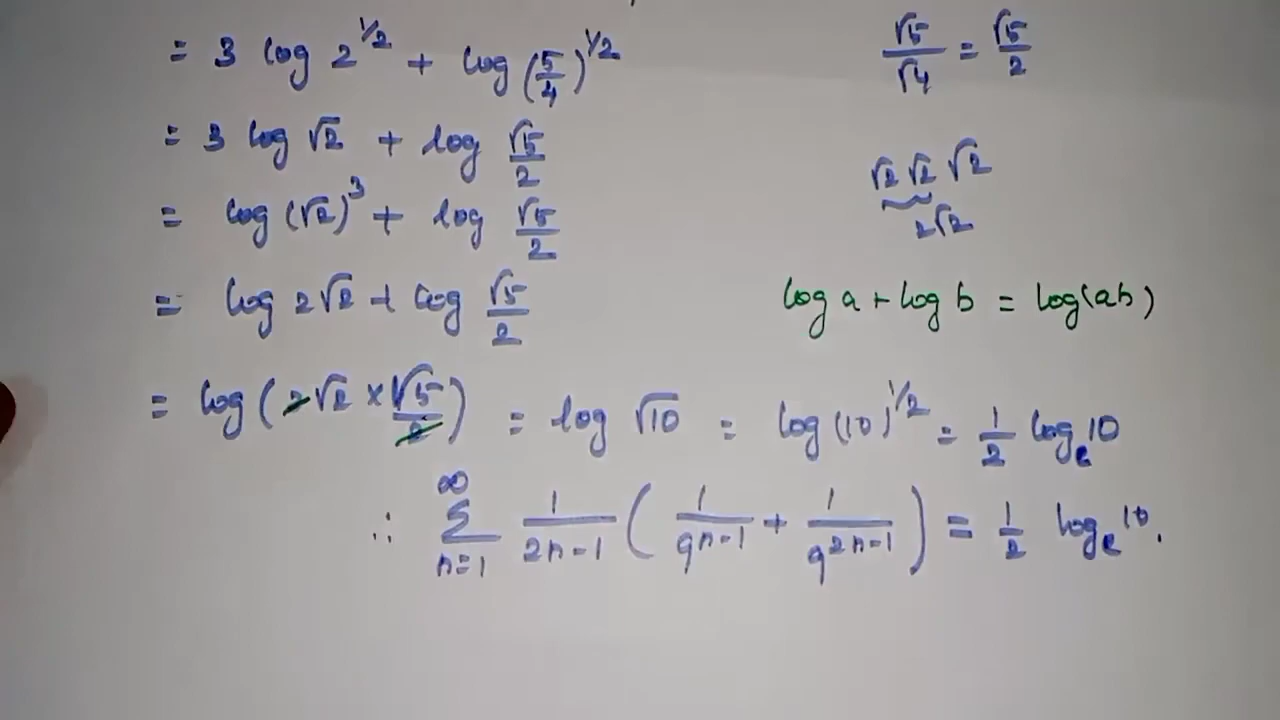 = 3 log 2^{1/2} + log (5/4)^{1/2}
√5/√4 = √5/2
= 3 log √2 + log √5/2
√2 √2 √2
2√2
= log (√2)^3 + log √5/2
= log 2√2 + log √5/2
log a + log b = log(ab)
= log (2√2 × √5/2) = log √10 = log (10)^{1/2} = 1/2 log_e 10
∴ ∑_{n=1}^{∞} 1/(2n-1) ( 1/9^{n-1} + 1/9^{2n-1} ) = 1/2 log_e 10.